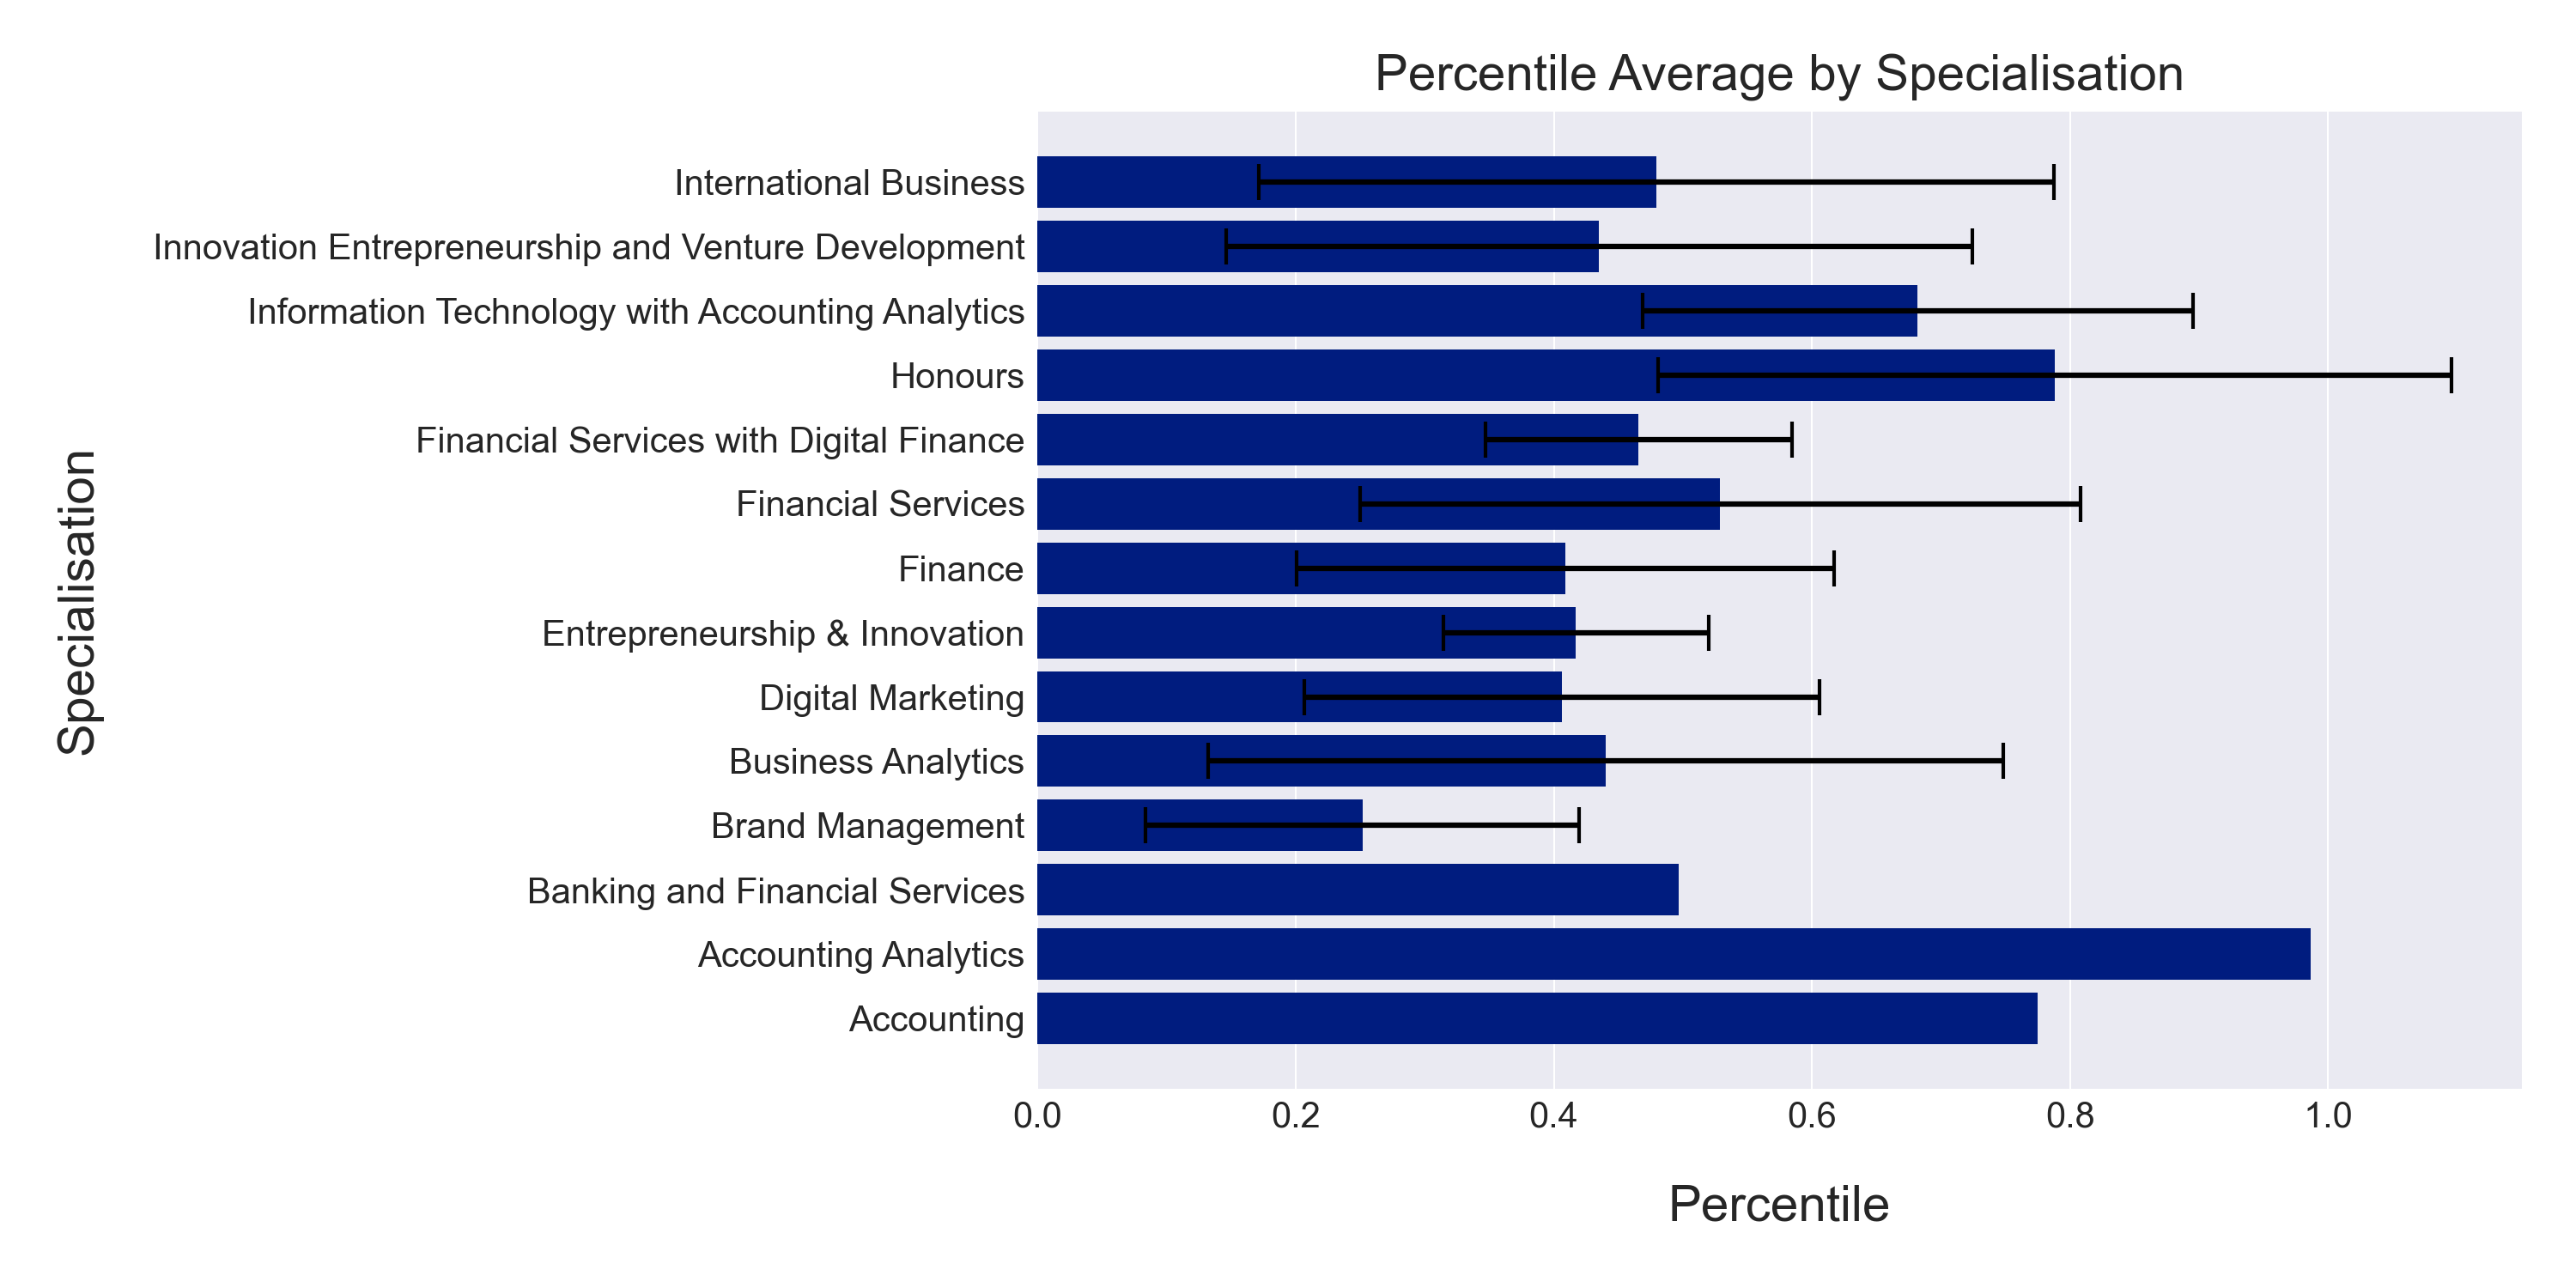 Percentile Average by Specialisation
International Business
Innovation Entrepreneurship and Venture Development
Information Technology with Accounting Analytics
Honours
Financial Services with Digital Finance
Financial Services
Finance
Entrepreneurship & Innovation
Digital Marketing
Business Analytics
Brand Management
Banking and Financial Services
Accounting Analytics
Accounting
Specialisation
0.0 0.2 0.4 0.6 0.8 1.0
Percentile